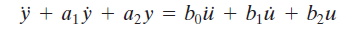 ÿ + a₁ẏ + a₂y = b₀ü + b₁u̇ + b₂u